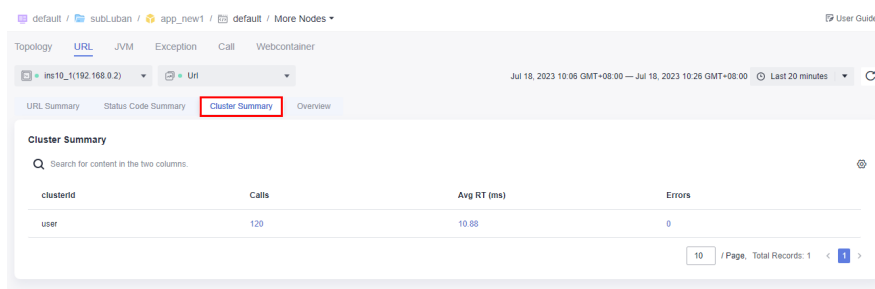 default / subLuban / app_new1 / default / More Nodes User Guide
Topology URL JVM Exception Call Webcontainer
ins10_1(192.168.0.2) Url Jul 18, 2023 10:06 GMT+08:00 — Jul 18, 2023 10:26 GMT+08:00 Last 20 minutes
URL Summary Status Code Summary Cluster Summary Overview
Cluster Summary
Search for content in the two columns.
clusterId Calls Avg RT (ms) Errors
user 120 10.88 0
10 / Page, Total Records: 1 < 1 >